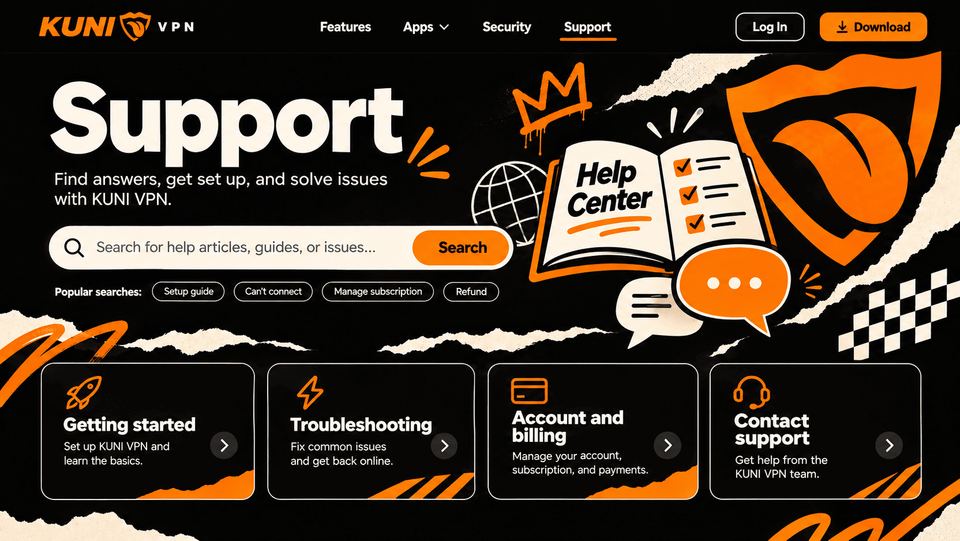 KUNI VPN
Features
Apps
Security
Support
Log In
Download
Support
Find answers, get set up, and solve issues
with KUNI VPN.
Search for help articles, guides, or issues...
Search
Popular searches:
Setup guide
Can't connect
Manage subscription
Refund
Help
Center
Getting started
Set up KUNI VPN and
learn the basics.
Troubleshooting
Fix common issues
and get back online.
Account and
billing
Manage your account,
subscription, and payments.
Contact
support
Get help from the
KUNI VPN team.